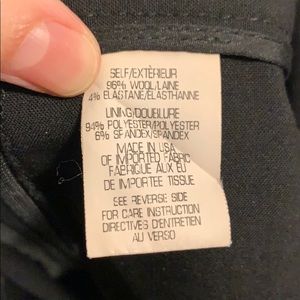 SELF/EXTÉRIEUR
96% WOOL/LAINE
4% ELASTANE/ELASTHANNE
LINING/DOUBLURE
94% POLYESTER/POLYESTER
6% SPANDEX/SPANDEX
MADE IN USA
OF IMPORTED FABRIC
FABRIQUE AUX EU
DE IMPORTEE TISSUE
SEE REVERSE SIDE
FOR CARE INSTRUCTION
DIRECTIVES D'ENTRETIEN
AU VERSO